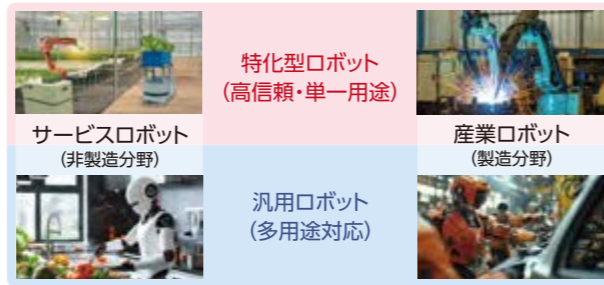 特化型ロボット
(高信頼・単一用途)
サービスロボット
(非製造分野)
産業ロボット
(製造分野)
汎用ロボット
(多用途対応)